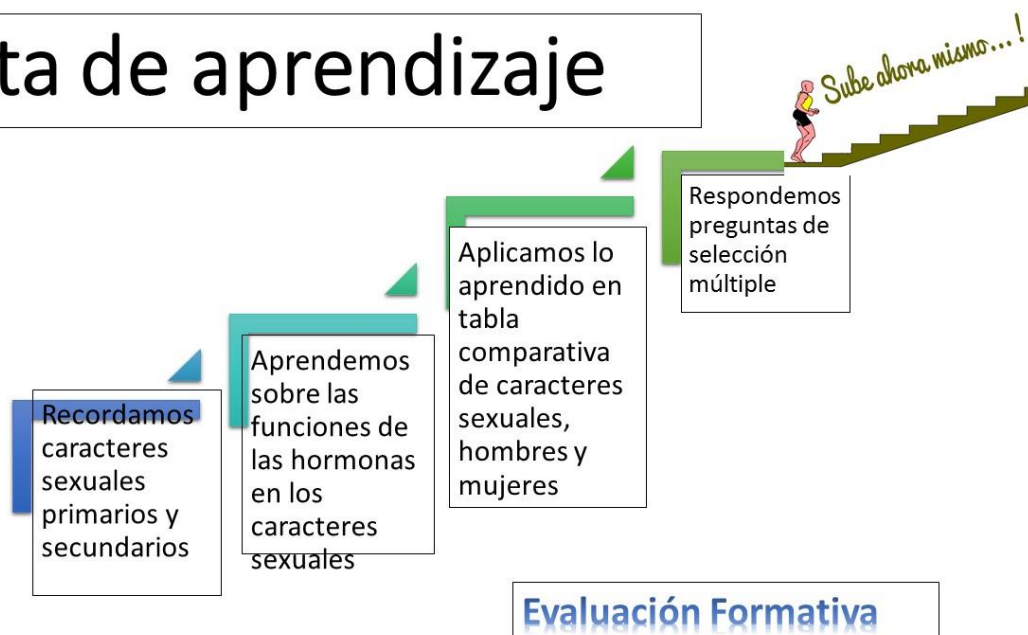 ta de aprendizaje
Sube ahora mismo...!
Recordamos
caracteres
sexuales
primarios y
secundarios
Aprendemos
sobre las
funciones de
las hormonas
en los
caracteres
sexuales
Aplicamos lo
aprendido en
tabla
comparativa
de caracteres
sexuales,
hombres y
mujeres
Respondemos
preguntas de
selección
múltiple
Evaluación Formativa